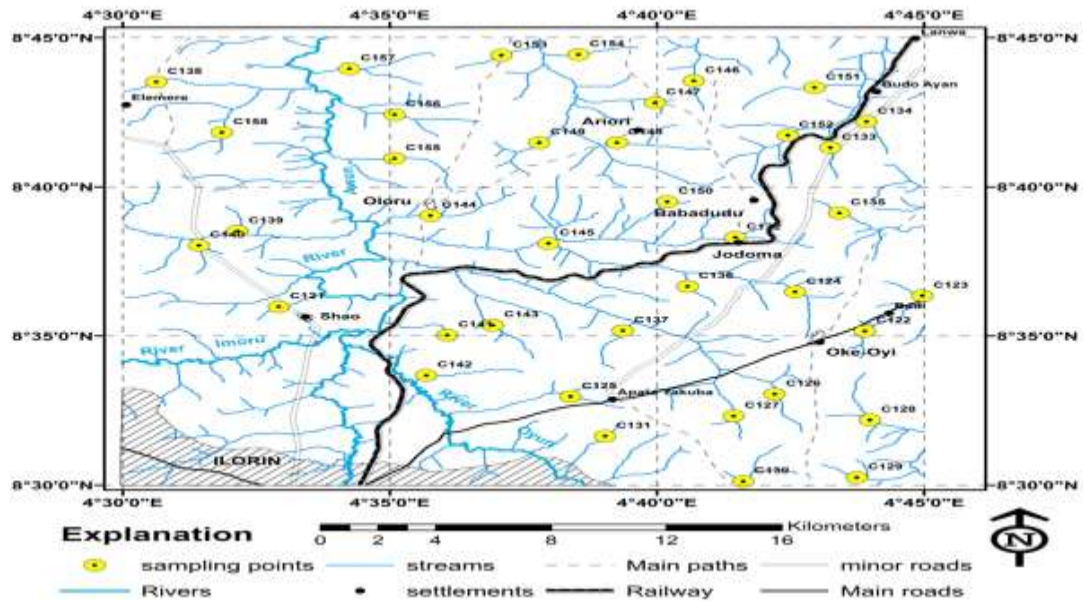 4°30'0"E 4°35'0"E 4°40'0"E 4°45'0"E
8°45'0"N 8°45'0"N
Lanwa
C153 C154
C157
C138 C146
C151
Budo Ayan
Elemere
C147
C156
C134
Ariori
C158
C152
C149 C148
C133
C155
8°40'0"N 8°40'0"N
C150
Oloru
Babadudu
C144
C155
C139
C145
C140
Jodoma
River
C136
C124
C123
C121
Shao
C141 C143
C137
C122
8°35'0"N 8°35'0"N
River Imoru
Oke-Oyi
C142
C125
C126
River
Apata Yakuba
C127
C128
C131
Oyun
ILORIN
C129
8°30'0"N 8°30'0"N
4°30'0"E 4°35'0"E 4°40'0"E 4°45'0"E
Explanation
Kilometers
0 2 4 8 12 16
N
sampling points streams Main paths minor roads
Rivers settlements Railway Main roads